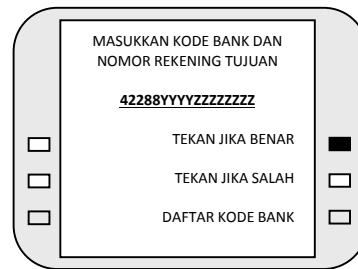 MASUKKAN KODE BANK DAN
NOMOR REKENING TUJUAN
42288YYYYZZZZZZZZ
TEKAN JIKA BENAR
TEKAN JIKA SALAH
DAFTAR KODE BANK